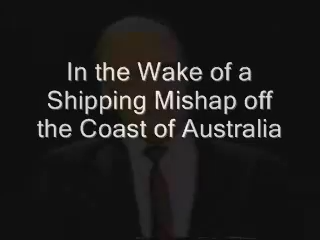 In the Wake of a
Shipping Mishap off
the Coast of Australia